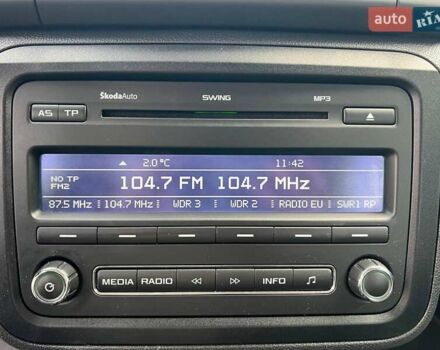 auto RIA
ŠkodaAuto SWING MP3
AS TP
2.0 °C 11:42
NO TP
FM2
104.7 FM 104.7 MHz
87.5 MHz 104.7 MHz WDR 3 WDR 2 RADIO EU SWR1 RP
MEDIA RADIO INFO